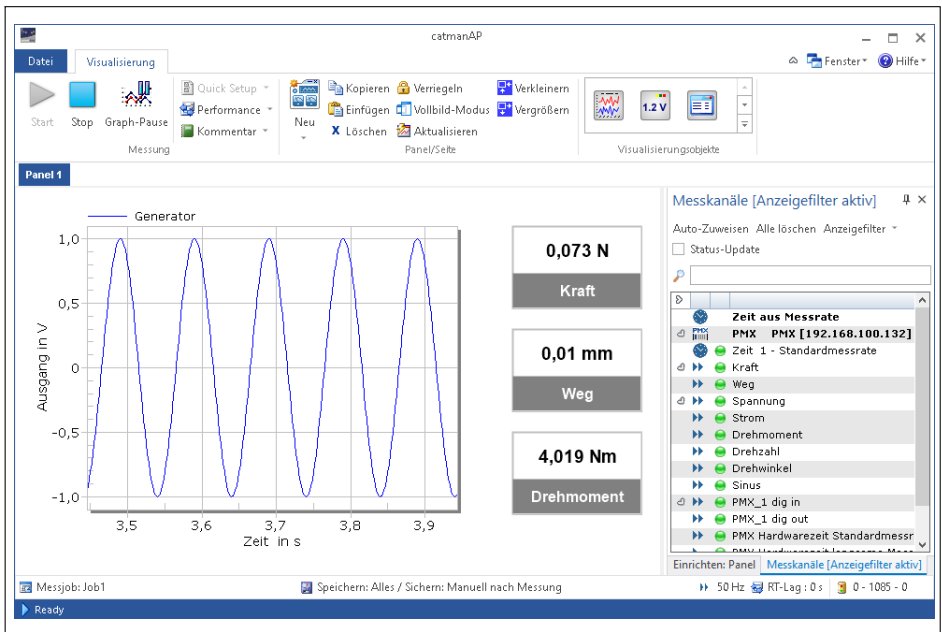 catmanAP
Datei Visualisierung Fenster Hilfe
Start Stop Graph-Pause
Quick Setup
Performance
Kommentar
Messung
Neu
Kopieren Verriegeln Verkleinern
Einfügen Vollbild-Modus Vergrößern
X Löschen Aktualisieren
Panel/Seite
1.2 V
Visualisierungsobjekte
Panel 1
Generator
Ausgang in V
1,0
0,5
0
-0,5
-1,0
3,5 3,6 3,7 3,8 3,9
Zeit in s
0,073 N
Kraft
0,01 mm
Weg
4,019 Nm
Drehmoment
Messkanäle [Anzeigefilter aktiv]
Auto-Zuweisen Alle löschen Anzeigefilter
Status-Update
Zeit aus Messrate
PMX PMX PMX [192.168.100.132]
Zeit 1 - Standardmessrate
Kraft
Weg
Spannung
Strom
Drehmoment
Drehzahl
Drehwinkel
Sinus
PMX_1 dig in
PMX_1 dig out
PMX Hardwarezeit Standardmessr
Einrichten: Panel Messkanäle [Anzeigefilter aktiv]
Messjob: Job1 Speichern: Alles / Sichern: Manuell nach Messung 50 Hz RT-Lag : 0 s 0 - 1085 - 0
Ready